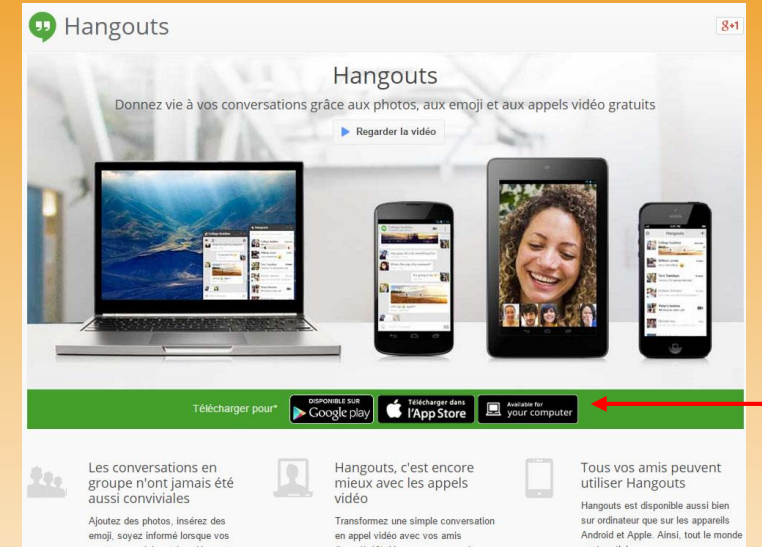 Hangouts
g+1
Hangouts
Donnez vie à vos conversations grâce aux photos, aux emoji et aux appels vidéo gratuits
Regarder la vidéo
Télécharger pour*
DISPONIBLE SUR
Google play
Télécharger dans
l'App Store
Available for
your computer
Les conversations en
groupe n'ont jamais été
aussi conviviales
Ajoutez des photos, insérez des
emoji, soyez informé lorsque vos
Hangouts, c'est encore
mieux avec les appels
vidéo
Transformez une simple conversation
en appel vidéo avec vos amis
Tous vos amis peuvent
utiliser Hangouts
Hangouts est disponible aussi bien
sur ordinateur que sur les appareils
Android et Apple. Ainsi, tout le monde